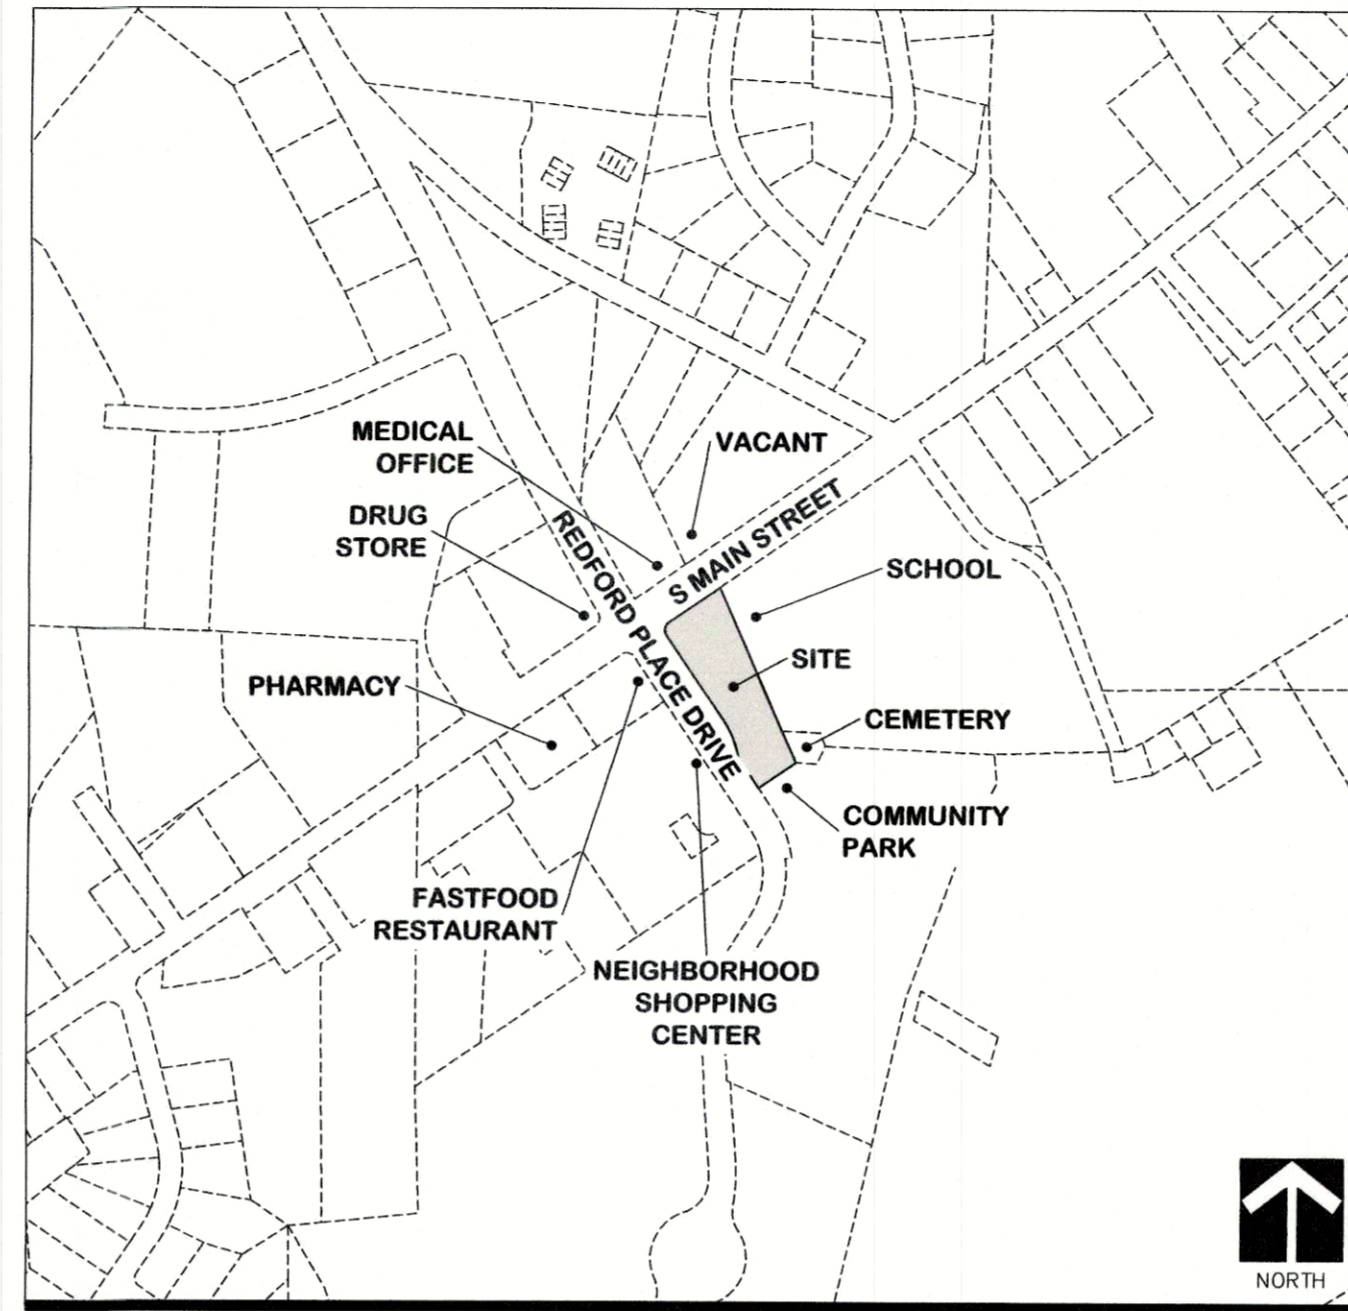 MEDICAL
OFFICE
VACANT
DRUG
STORE
S MAIN STREET
REDFORD PLACE DRIVE
SCHOOL
SITE
PHARMACY
CEMETERY
COMMUNITY
PARK
FASTFOOD
RESTAURANT
NEIGHBORHOOD
SHOPPING
CENTER
NORTH